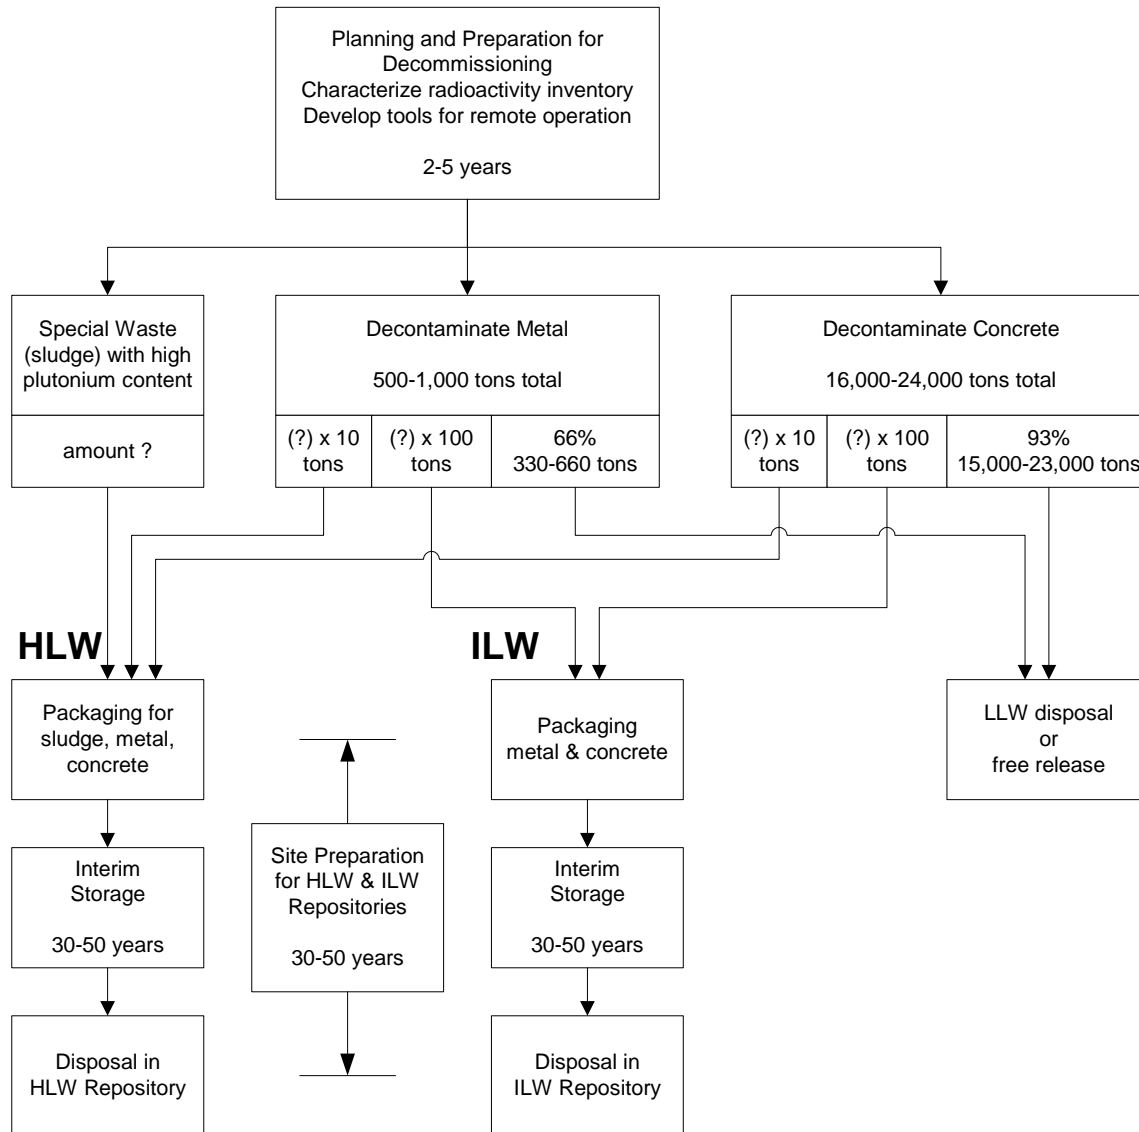 Planning and Preparation for
Decommissioning
Characterize radioactivity inventory
Develop tools for remote operation
2-5 years
Special Waste
(sludge) with high
plutonium content
amount ?
Decontaminate Metal
500-1,000 tons total
(?) x 10
tons
(?) x 100
tons
66%
330-660 tons
Decontaminate Concrete
16,000-24,000 tons total
(?) x 10
tons
(?) x 100
tons
93%
15,000-23,000 tons
HLW
ILW
Packaging for
sludge, metal,
concrete
Packaging
metal & concrete
LLW disposal
or
free release
Interim
Storage
30-50 years
Site Preparation
for HLW & ILW
Repositories
30-50 years
Interim
Storage
30-50 years
Disposal in
HLW Repository
Disposal in
ILW Repository